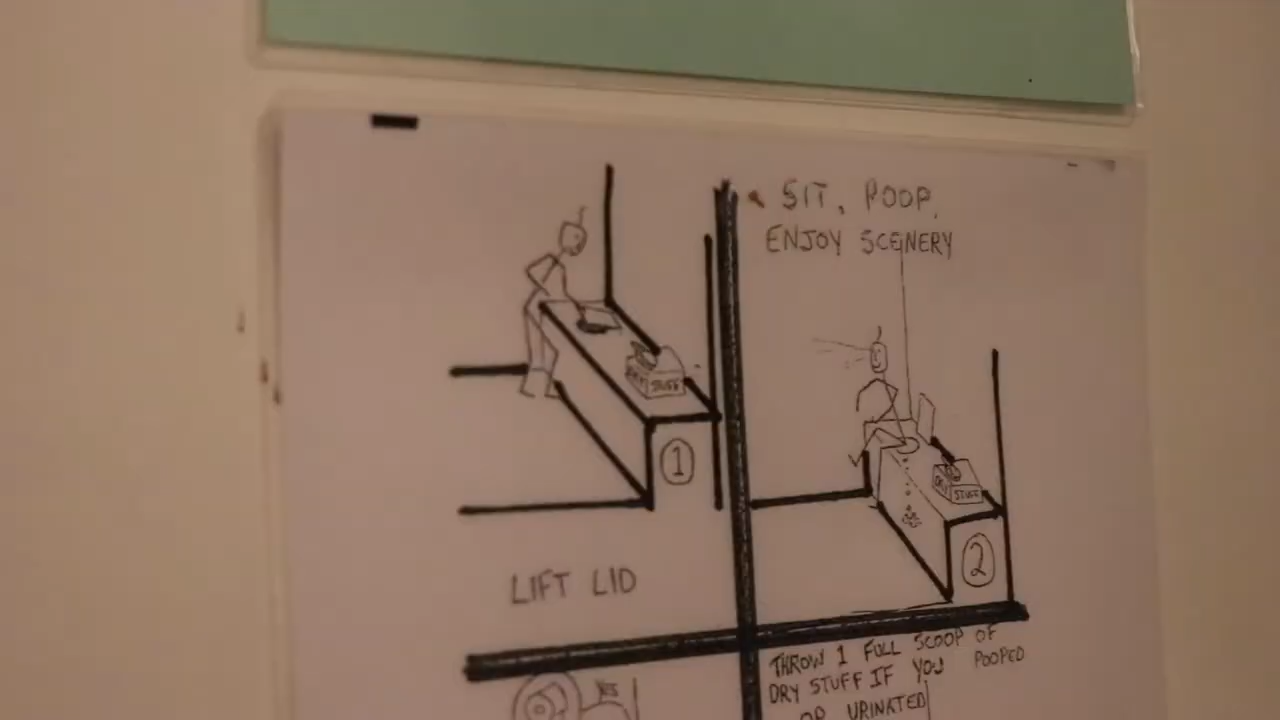 SIT, POOP,
ENJOY SCENERY
DRY STUFF
1
LIFT LID
DRY STUFF
2
YES
THROW 1 FULL SCOOP OF
DRY STUFF IF YOU POOPED
OR URINATED